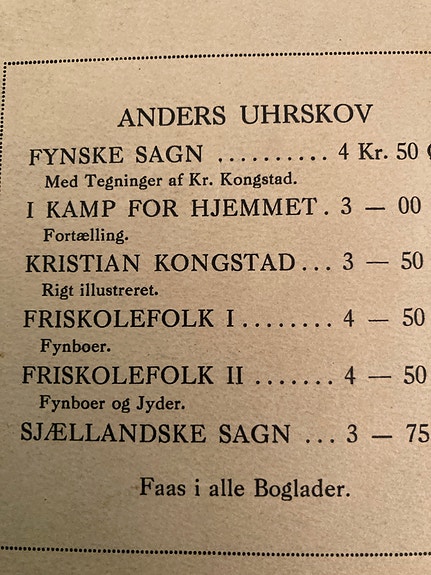 ANDERS UHRSKOV
FYNSKE SAGN .......... 4 Kr. 50
Med Tegninger af Kr. Kongstad.
I KAMP FOR HJEMMET. 3 — 00
Fortælling.
KRISTIAN KONGSTAD... 3 — 50
Rigt illustreret.
FRISKOLEFOLK I........ 4 — 50
Fynboer.
FRISKOLEFOLK II ....... 4 — 50
Fynboer og Jyder.
SJÆLLANDSKE SAGN ... 3 — 75
Faas i alle Boglader.